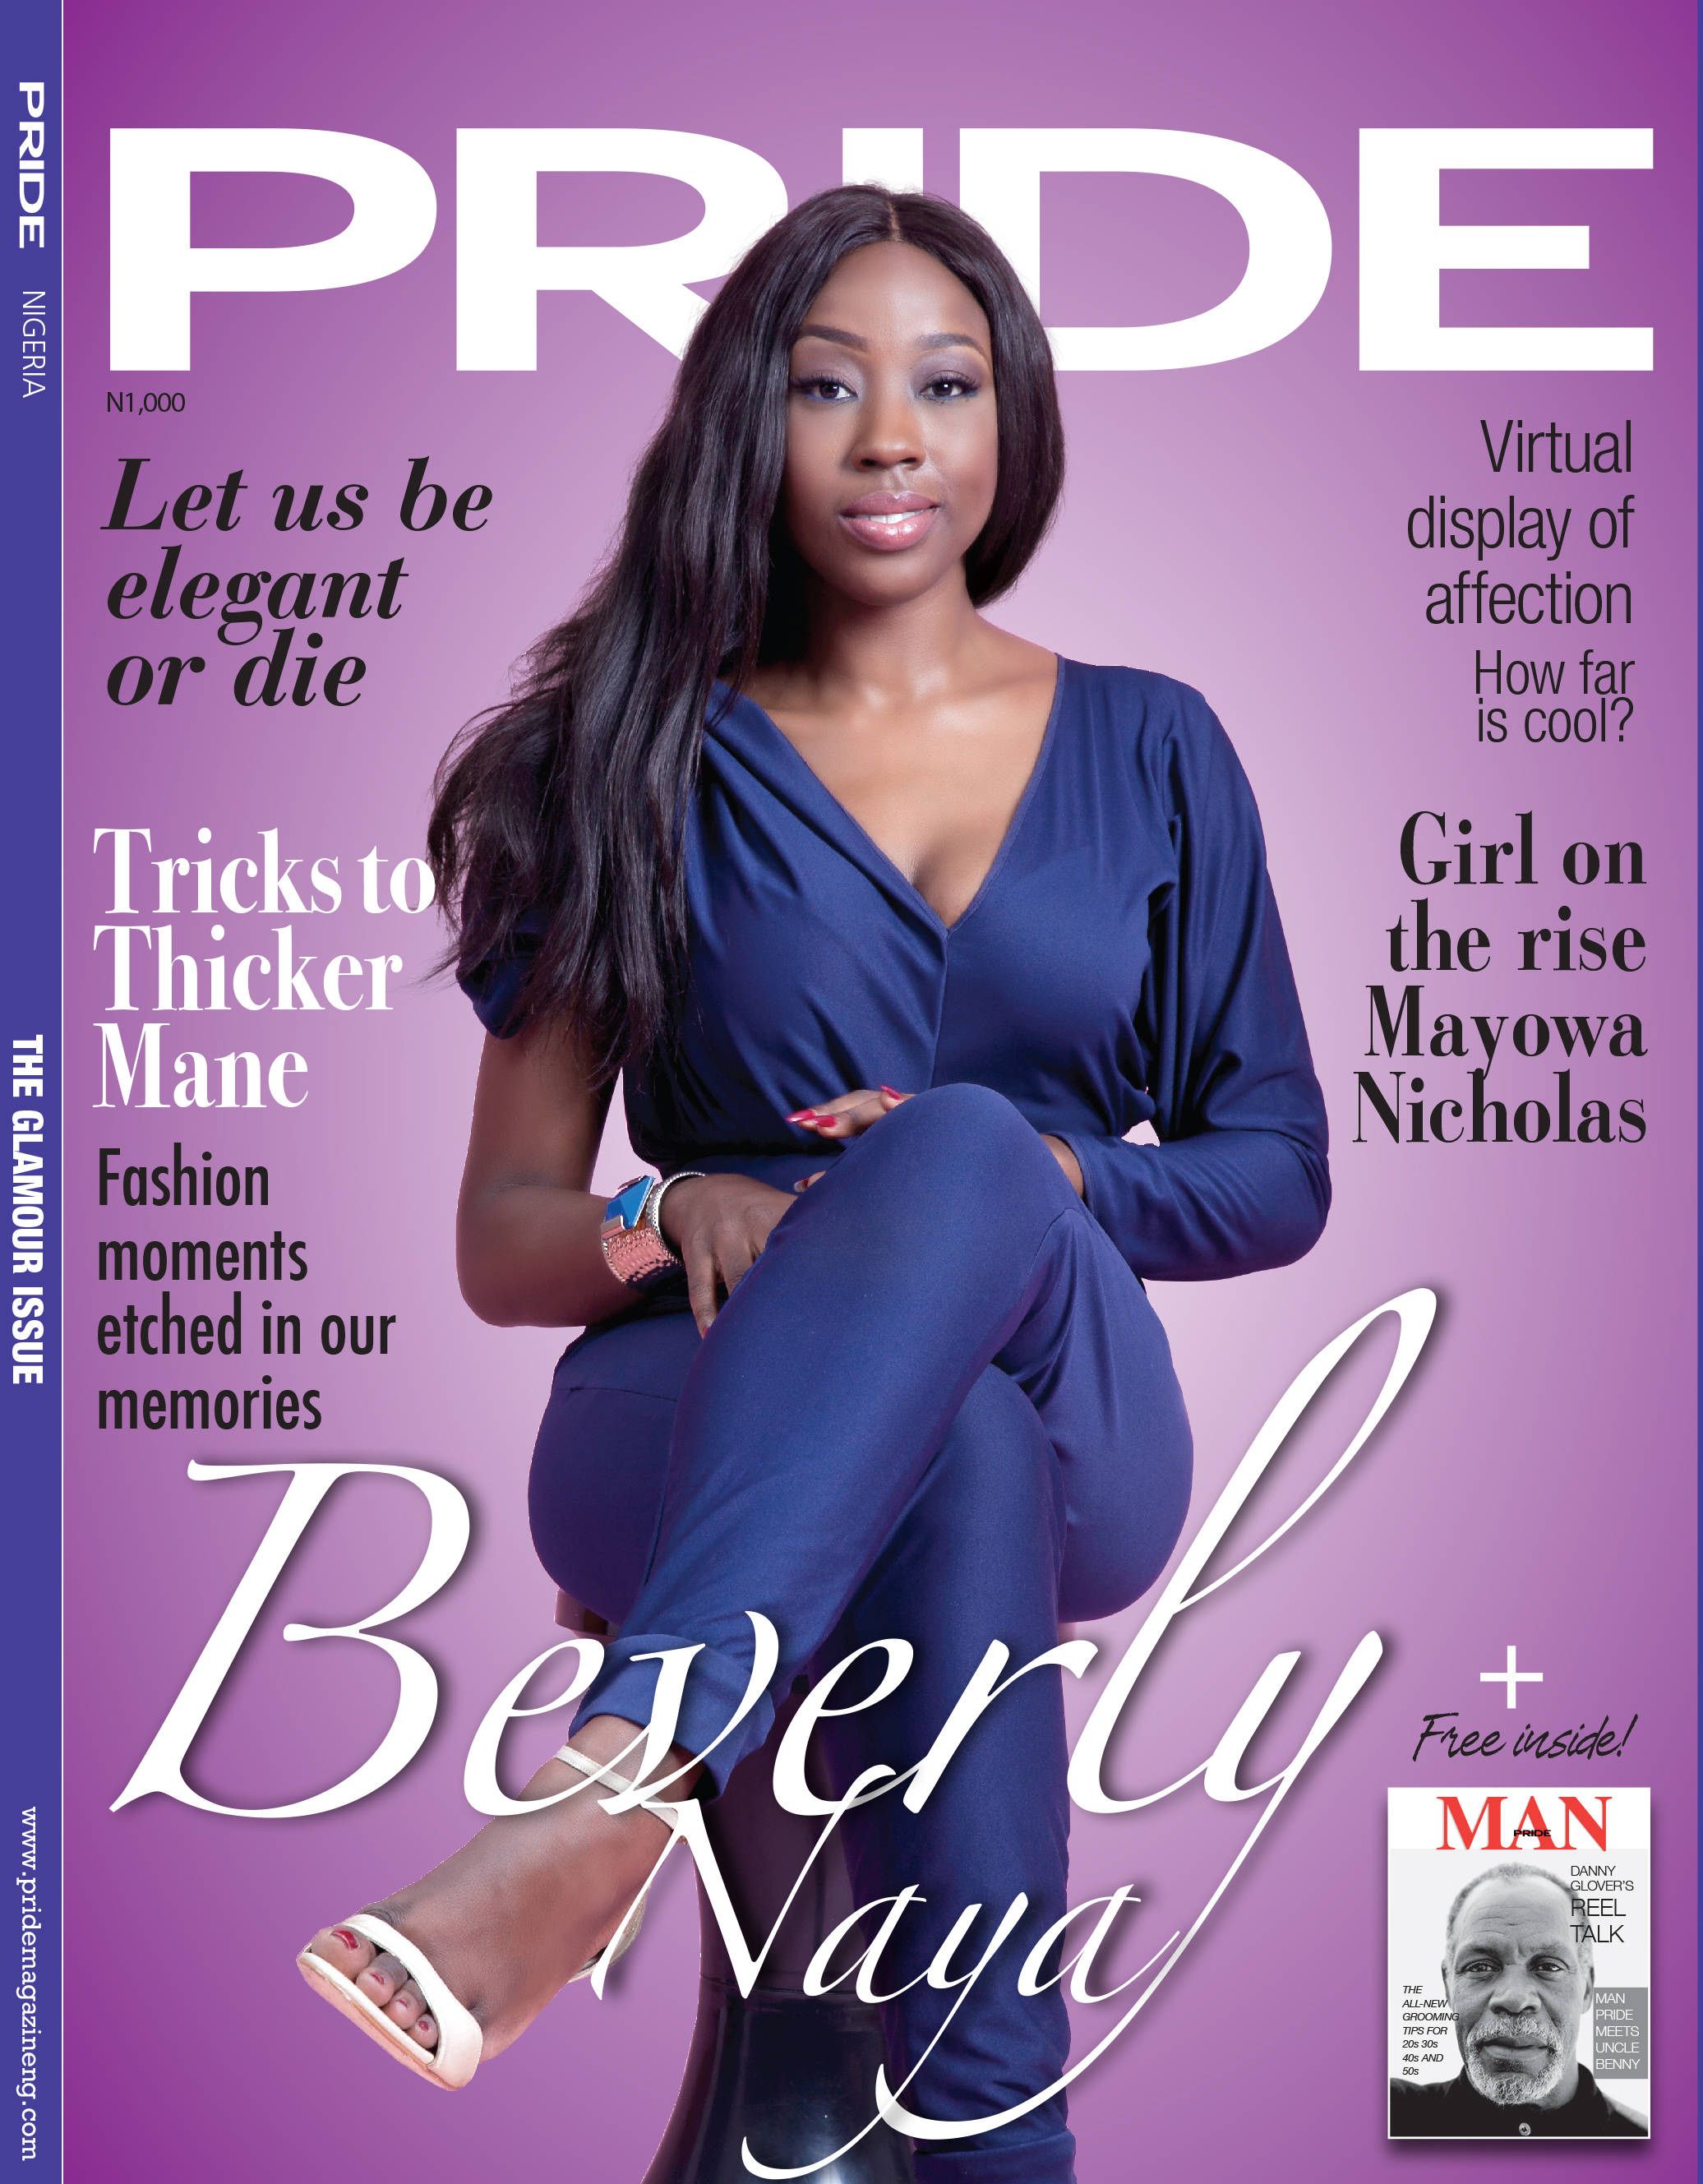 PRIDE NIGERIA
THE GLAMOUR ISSUE
www.pridemagazineng.com
PRIDE
N1,000
Let us be
elegant
or die
Tricks to
Thicker
Mane
Fashion
moments
etched in our
memories
Virtual
display of
affection
How far
is cool?
Girl on
the rise
Mayowa
Nicholas
Beverly
Naya
+
Free inside!
MAN
PRIDE
DANNY
GLOVER'S
REEL
TALK
THE
ALL-NEW
GROOMING
TIPS FOR
20s 30s
40s AND
50s
MAN
PRIDE
MEETS
UNCLE
BENNY